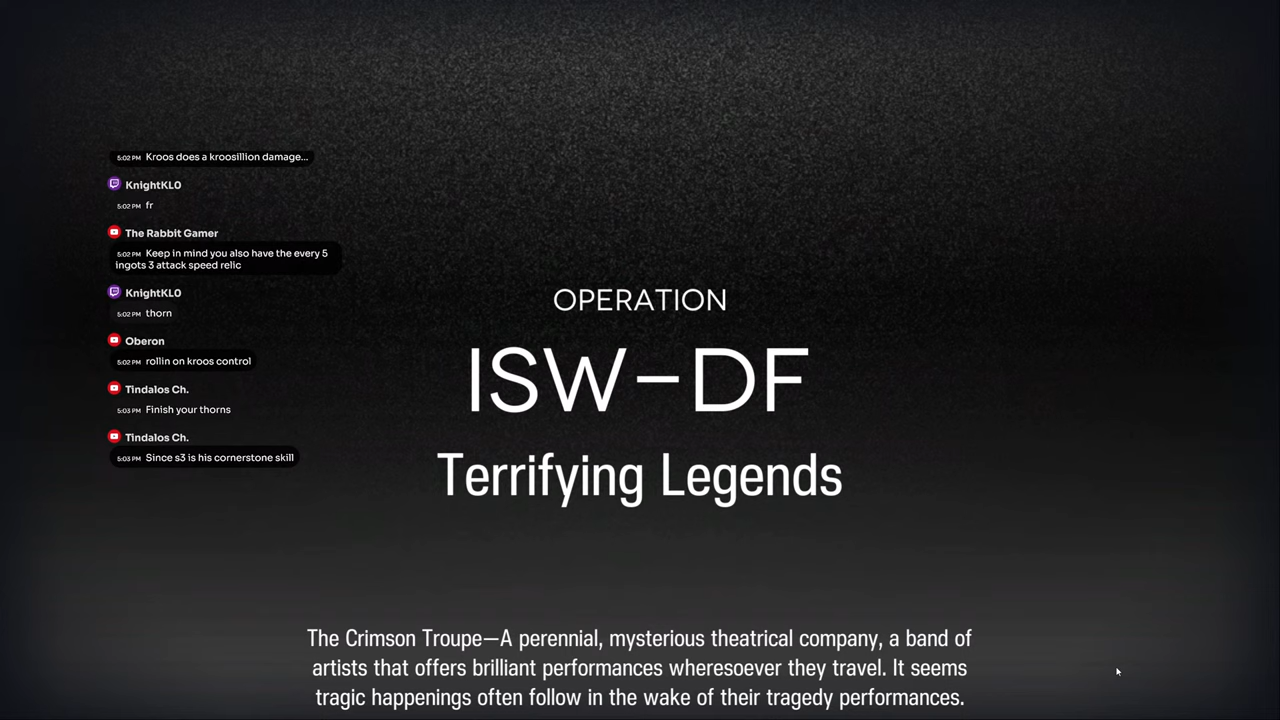 5:02 PM Kroos does a kroosillion damage...
KnightKL0
5:02 PM fr
The Rabbit Gamer
5:02 PM Keep in mind you also have the every 5
ingots 3 attack speed relic
KnightKL0
5:02 PM thorn
Oberon
5:02 PM rollin on kroos control
Tindalos Ch.
5:03 PM Finish your thorns
Tindalos Ch.
5:03 PM Since s3 is his cornerstone skill
OPERATION
ISW-DF
Terrifying Legends
The Crimson Troupe—A perennial, mysterious theatrical company, a band of
artists that offers brilliant performances wheresoever they travel. It seems
tragic happenings often follow in the wake of their tragedy performances.